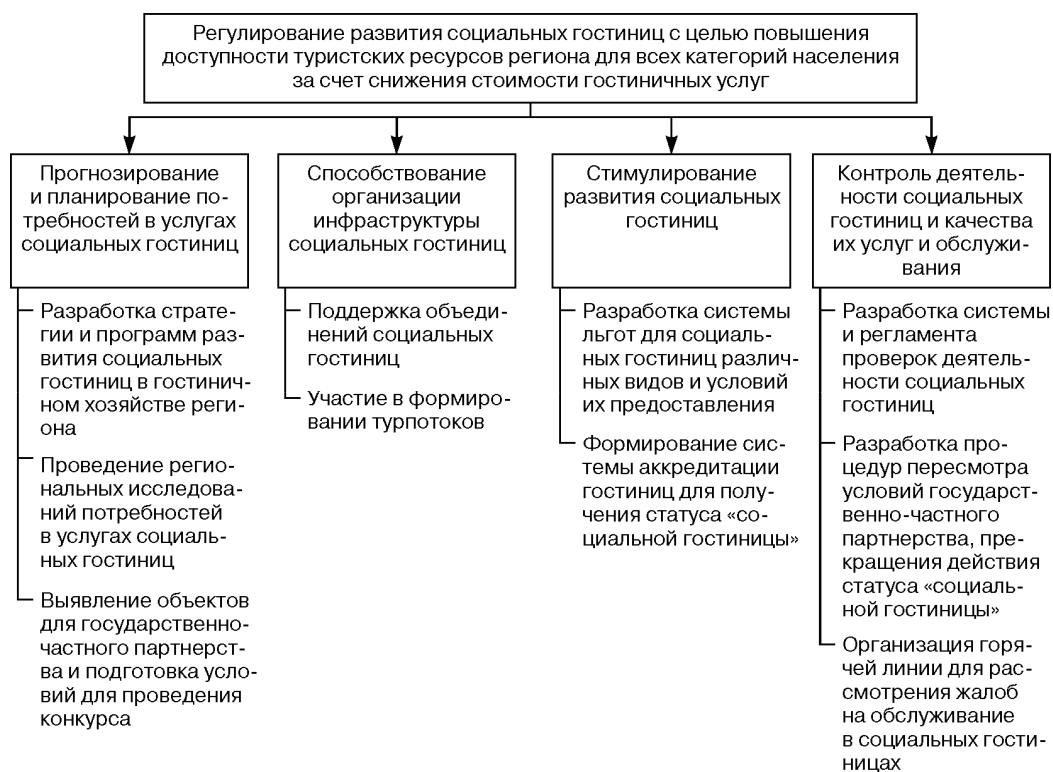 Регулирование развития социальных гостиниц с целью повышения
доступности туристских ресурсов региона для всех категорий населения
за счет снижения стоимости гостиничных услуг
Прогнозирование
и планирование по-
требностей в услугах
социальных гостиниц
Разработка страте-
гии и программ раз-
вития социальных
гостиниц в гостинич-
ном хозяйстве реги-
она
Проведение регио-
нальных исследова-
ний потребностей
в услугах социаль-
ных гостиниц
Выявление объектов
для государственно-
частного партнерст-
ва и подготовка усло-
вий для проведения
конкурса
Способствование
организации
инфраструктуры
социальных гостиниц
Поддержка объеди-
нений социальных
гостиниц
Участие в формиро-
вании турпотоков
Стимулирование
развития социальных
гостиниц
Разработка системы
льгот для социаль-
ных гостиниц различ-
ных видов и условий
их предоставления
Формирование сис-
темы аккредитации
гостиниц для полу-
чения статуса «со-
циальной гостиницы»
Контроль деятель-
ности социальных
гостиниц и качества
их услуг и обслужи-
вания
Разработка системы
и регламента
проверок деятель-
ности социальных
гостиниц
Разработка про-
цедур пересмотра
условий государст-
венно-частного
партнерства, пре-
кращения действия
статуса «социаль-
ной гостиницы»
Организация горя-
чей линии для рас-
смотрения жалоб
на обслуживание
в социальных гости-
ницах